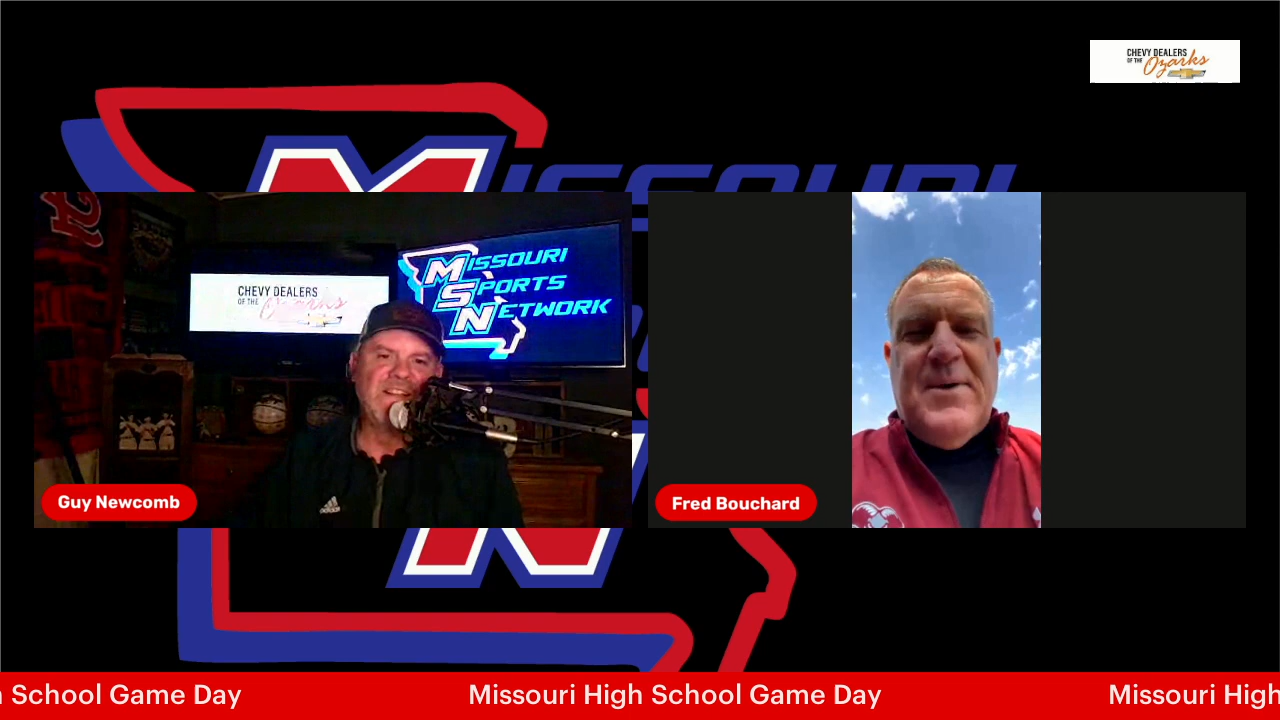 CHEVY DEALERS
OF THE Ozarks
MISSOURI
CHEVY DEALERS
OF THE Ozarks
MISSOURI
SPORTS
NETWORK
Guy Newcomb
Fred Bouchard
N
h School Game Day
Missouri High School Game Day
Missouri High